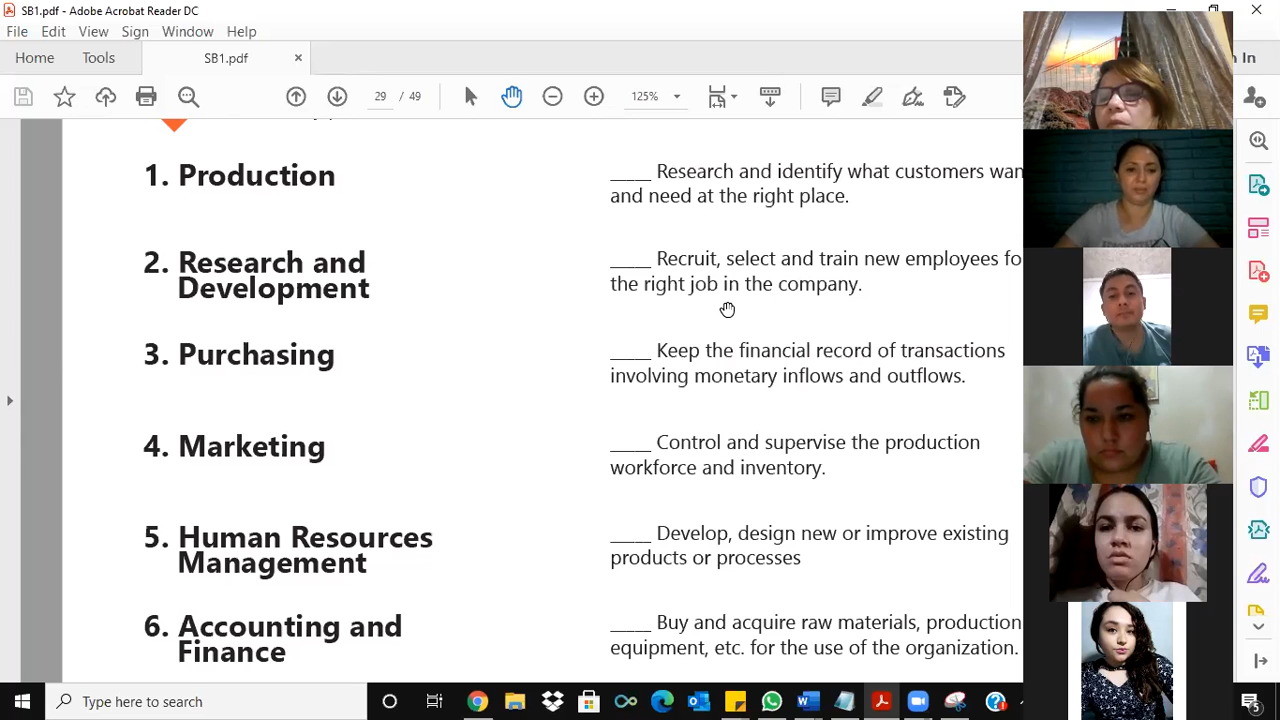 SB1.pdf - Adobe Acrobat Reader DC
File Edit View Sign Window Help
Home Tools SB1.pdf × In
29 / 49 125%
1. Production
____ Research and identify what customers wan
and need at the right place.
2. Research and
Development
____ Recruit, select and train new employees fo
the right job in the company.
3. Purchasing
____ Keep the financial record of transactions
involving monetary inflows and outflows.
4. Marketing
____ Control and supervise the production
workforce and inventory.
5. Human Resources
Management
____ Develop, design new or improve existing
products or processes
6. Accounting and
Finance
____ Buy and acquire raw materials, production
equipment, etc. for the use of the organization.
Type here to search
5